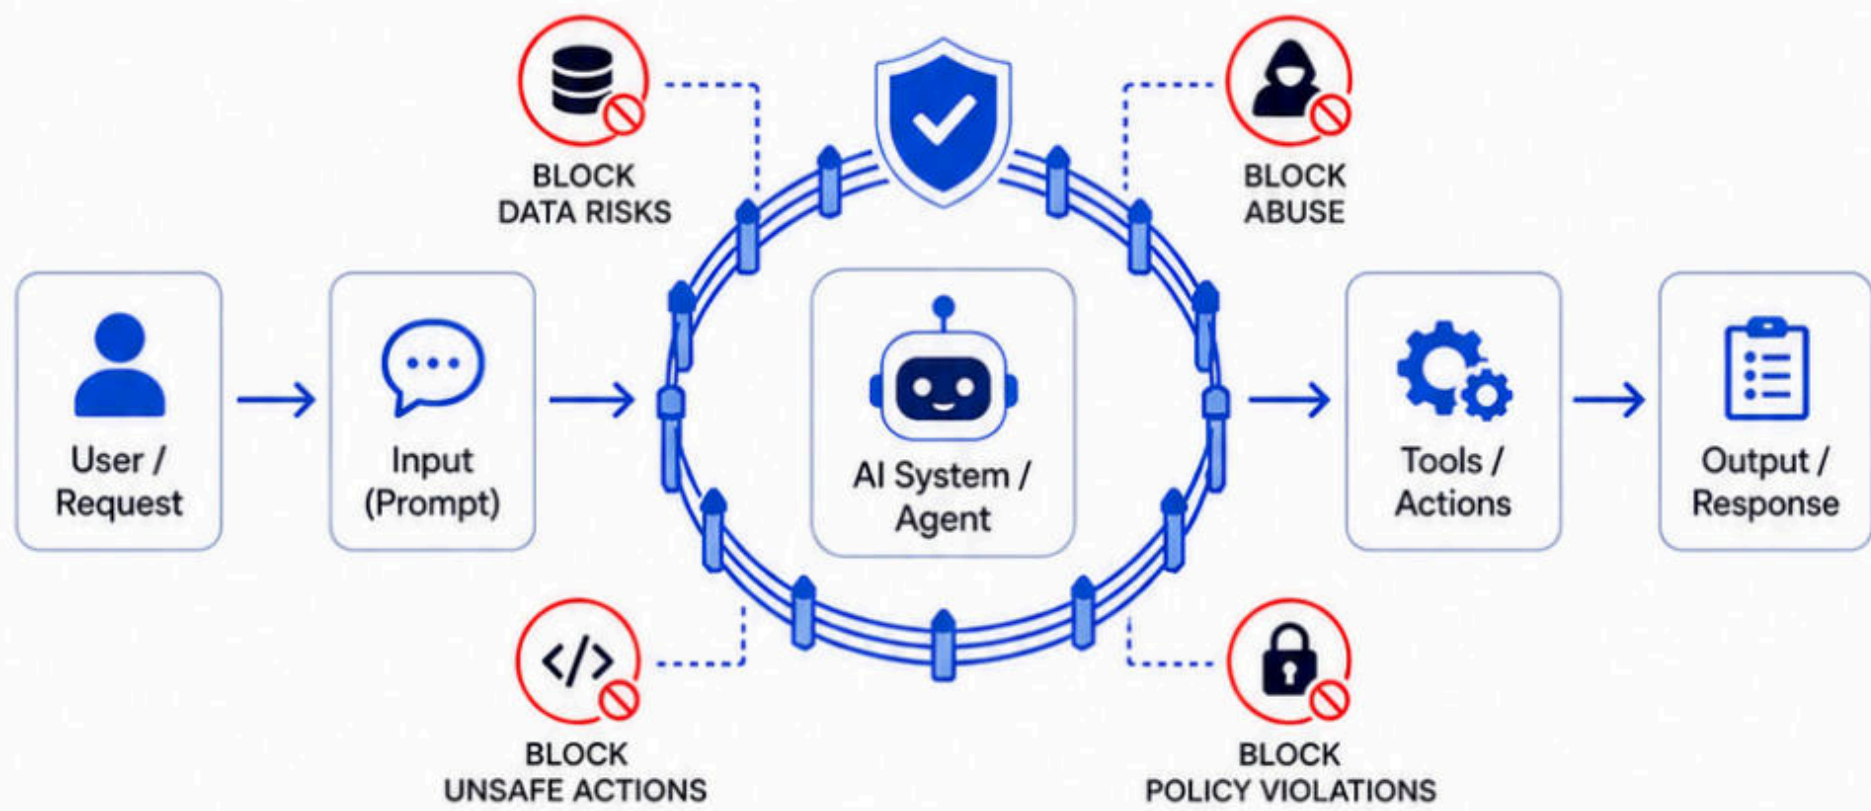 BLOCK
DATA RISKS
BLOCK
ABUSE
User /
Request
Input
(Prompt)
AI System /
Agent
Tools /
Actions
Output /
Response
BLOCK
UNSAFE ACTIONS
BLOCK
POLICY VIOLATIONS